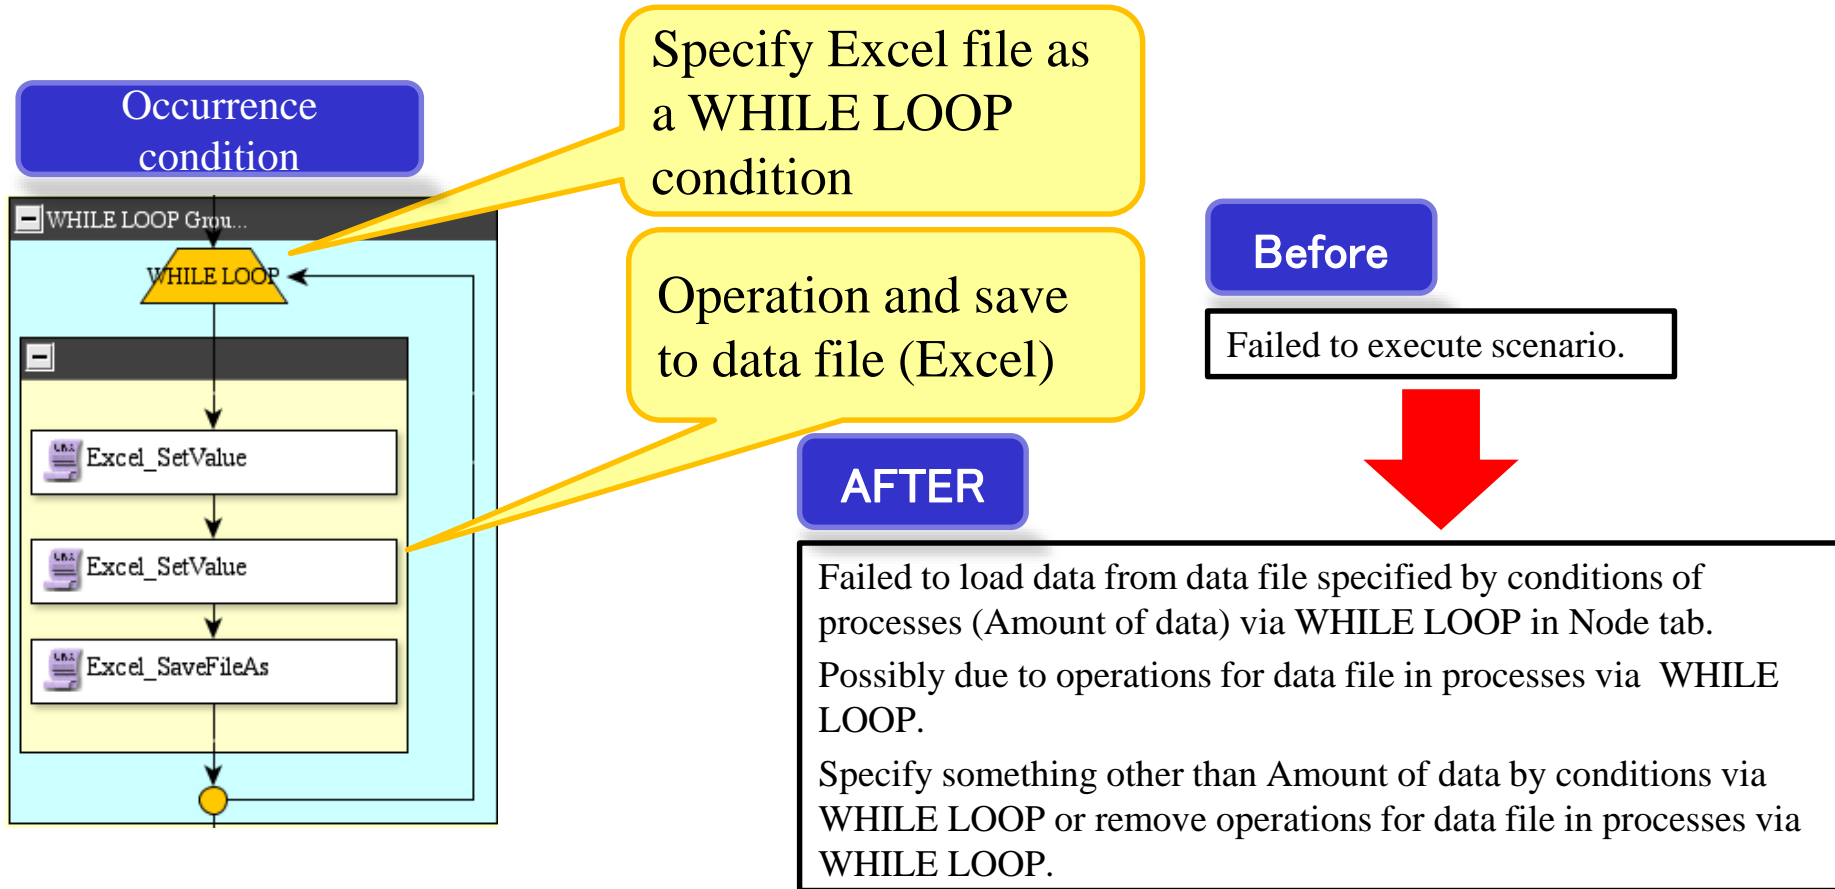 Occurrence
condition
Specify Excel file as
a WHILE LOOP
condition
WHILE LOOP Grou...
WHILE LOOP
Operation and save
to data file (Excel)
Excel_SetValue
Excel_SetValue
Excel_SaveFileAs
Before
Failed to execute scenario.
AFTER
Failed to load data from data file specified by conditions of
processes (Amount of data) via WHILE LOOP in Node tab.
Possibly due to operations for data file in processes via WHILE
LOOP.
Specify something other than Amount of data by conditions via
WHILE LOOP or remove operations for data file in processes via
WHILE LOOP.